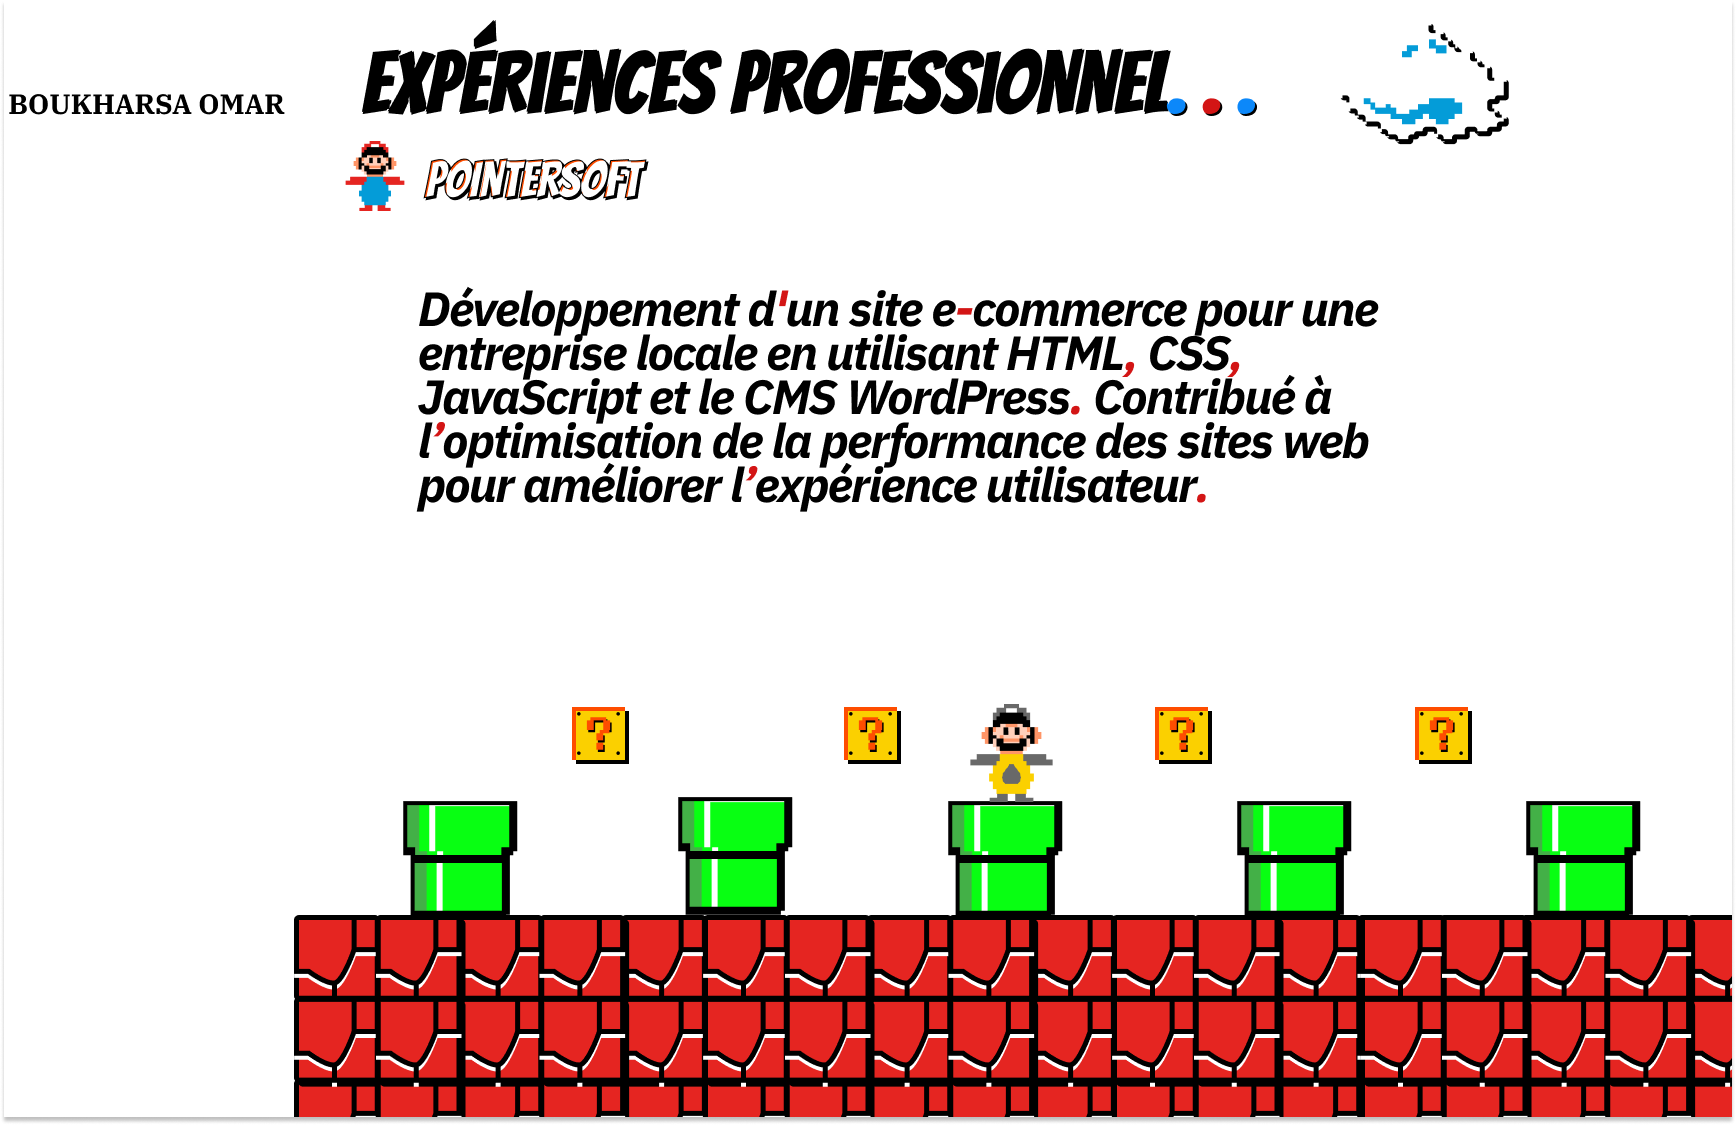 BOUKHARSA OMAR
EXPÉRIENCES PROFESSIONNEL...
POINTERSOFT
Développement d'un site e-commerce pour une
entreprise locale en utilisant HTML, CSS,
JavaScript et le CMS WordPress. Contribué à
l’optimisation de la performance des sites web
pour améliorer l’expérience utilisateur.
? ? ? ?